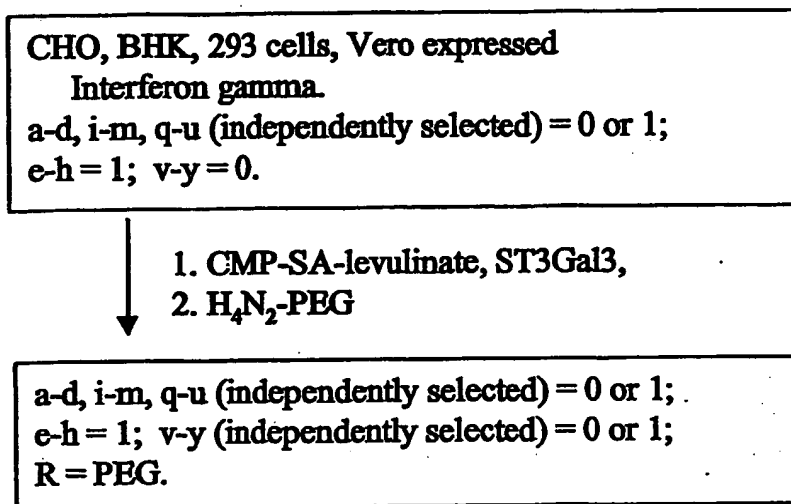 CHO, BHK, 293 cells, Vero expressed
Interferon gamma.
a-d, i-m, q-u (independently selected) = 0 or 1;
e-h = 1; v-y = 0.
1. CMP-SA-levulinate, ST3Gal3,
2. H₄N₂-PEG
a-d, i-m, q-u (independently selected) = 0 or 1;
e-h = 1; v-y (independently selected) = 0 or 1;
R = PEG.